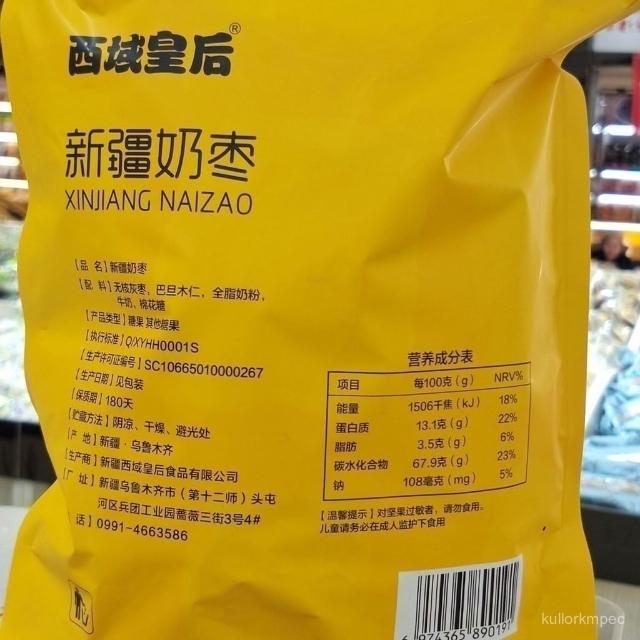 西域皇后®
新疆奶枣
XINJIANG NAIZAO
【品 名】新疆奶枣
【配 料】无核灰枣，巴旦木仁，全脂奶粉，
牛奶、棉花糖
【产品类型】糖果 其他糖果
【执行标准】Q/XYHH0001S
【生产许可证编号】SC10665010000267
【生产日期】见包装
【保质期】180天
【贮藏方法】阴凉、干燥、避光处
【产 地】新疆·乌鲁木齐
【生产商】新疆西域皇后食品有限公司
【厂 址】新疆乌鲁木齐市（第十二师）头屯
河区兵团工业园蔷薇三街3号4#
话】0991-4663586
营养成分表
项目 每100克（g） NRV%
能量 1506千焦（kJ） 18%
蛋白质 13.1克（g） 22%
脂肪 3.5克（g） 6%
碳水化合物 67.9克（g） 23%
钠 108毫克（mg） 5%
【温馨提示】对坚果过敏者，请勿食用。
儿童请务必在成人监护下食用
6 974365 890191
kullorkmpec